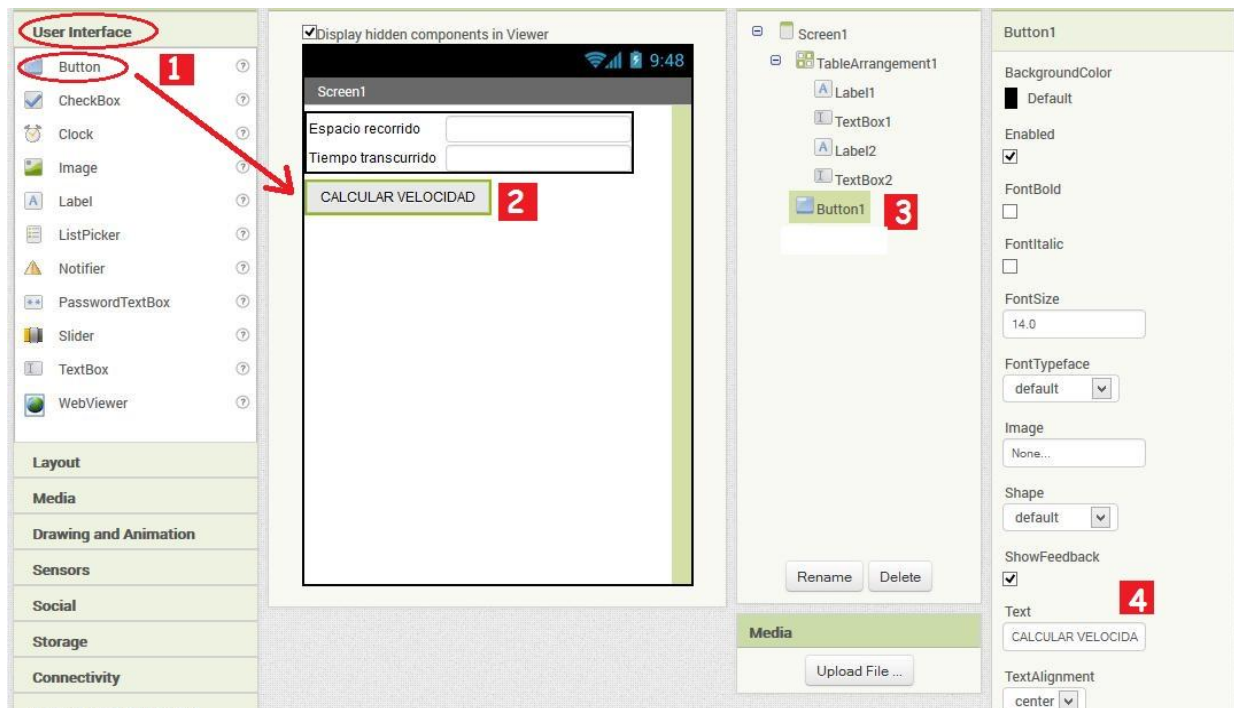 User Interface
Button
1
CheckBox
Clock
Image
Label
ListPicker
Notifier
PasswordTextBox
Slider
TextBox
WebViewer
Layout
Media
Drawing and Animation
Sensors
Social
Storage
Connectivity
Display hidden components in Viewer
9:48
Screen1
Espacio recorrido
Tiempo transcurrido
CALCULAR VELOCIDAD
2
Screen1
TableArrangement1
Label1
TextBox1
Label2
TextBox2
Button1
3
Rename Delete
Media
Upload File ...
Button1
BackgroundColor
Default
Enabled
FontBold
FontItalic
FontSize
14.0
FontTypeface
default
Image
None...
Shape
default
ShowFeedback
4
Text
CALCULAR VELOCIDA
TextAlignment
center